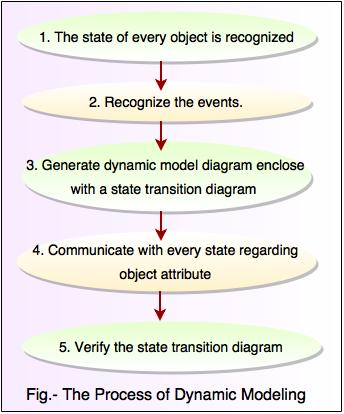 1. The state of every object is recognized
2. Recognize the events.
3. Generate dynamic model diagram enclose
with a state transition diagram
4. Communicate with every state regarding
object attribute
5. Verify the state transition diagram
Fig.- The Process of Dynamic Modeling